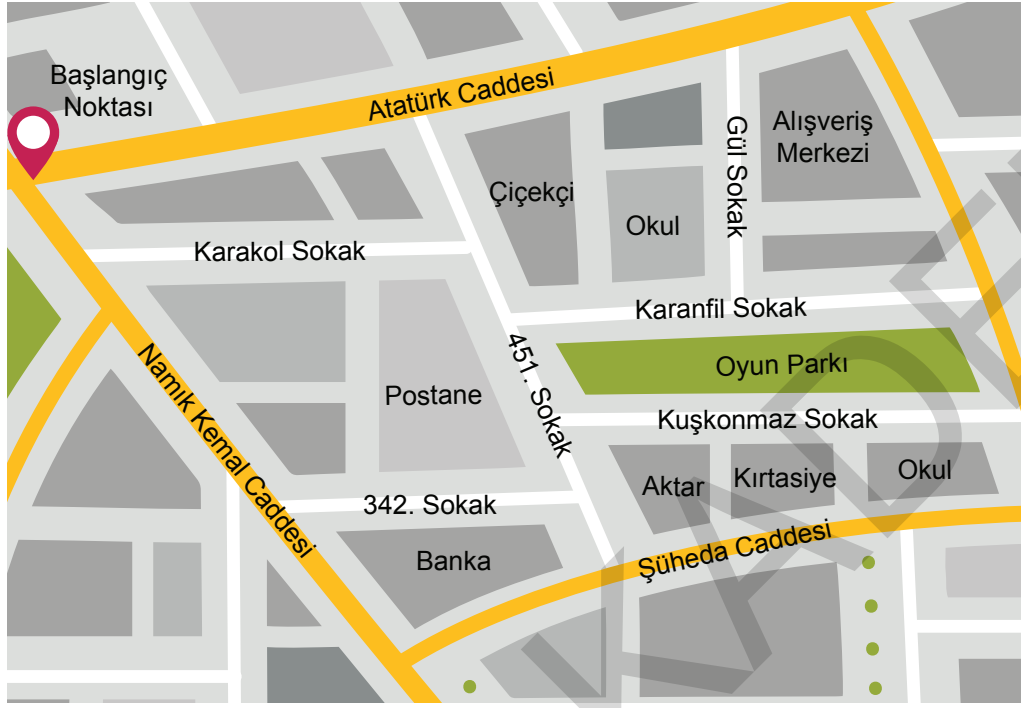 Başlangıç
Noktası
Atatürk Caddesi
Gül Sokak
Alışveriş
Merkezi
Çiçekçi
Okul
Karakol Sokak
Karanfil Sokak
451. Sokak
Oyun Parkı
Namık Kemal Caddesi
Postane
Kuşkonmaz Sokak
Aktar
Kırtasiye
Okul
342. Sokak
Banka
Şüheda Caddesi